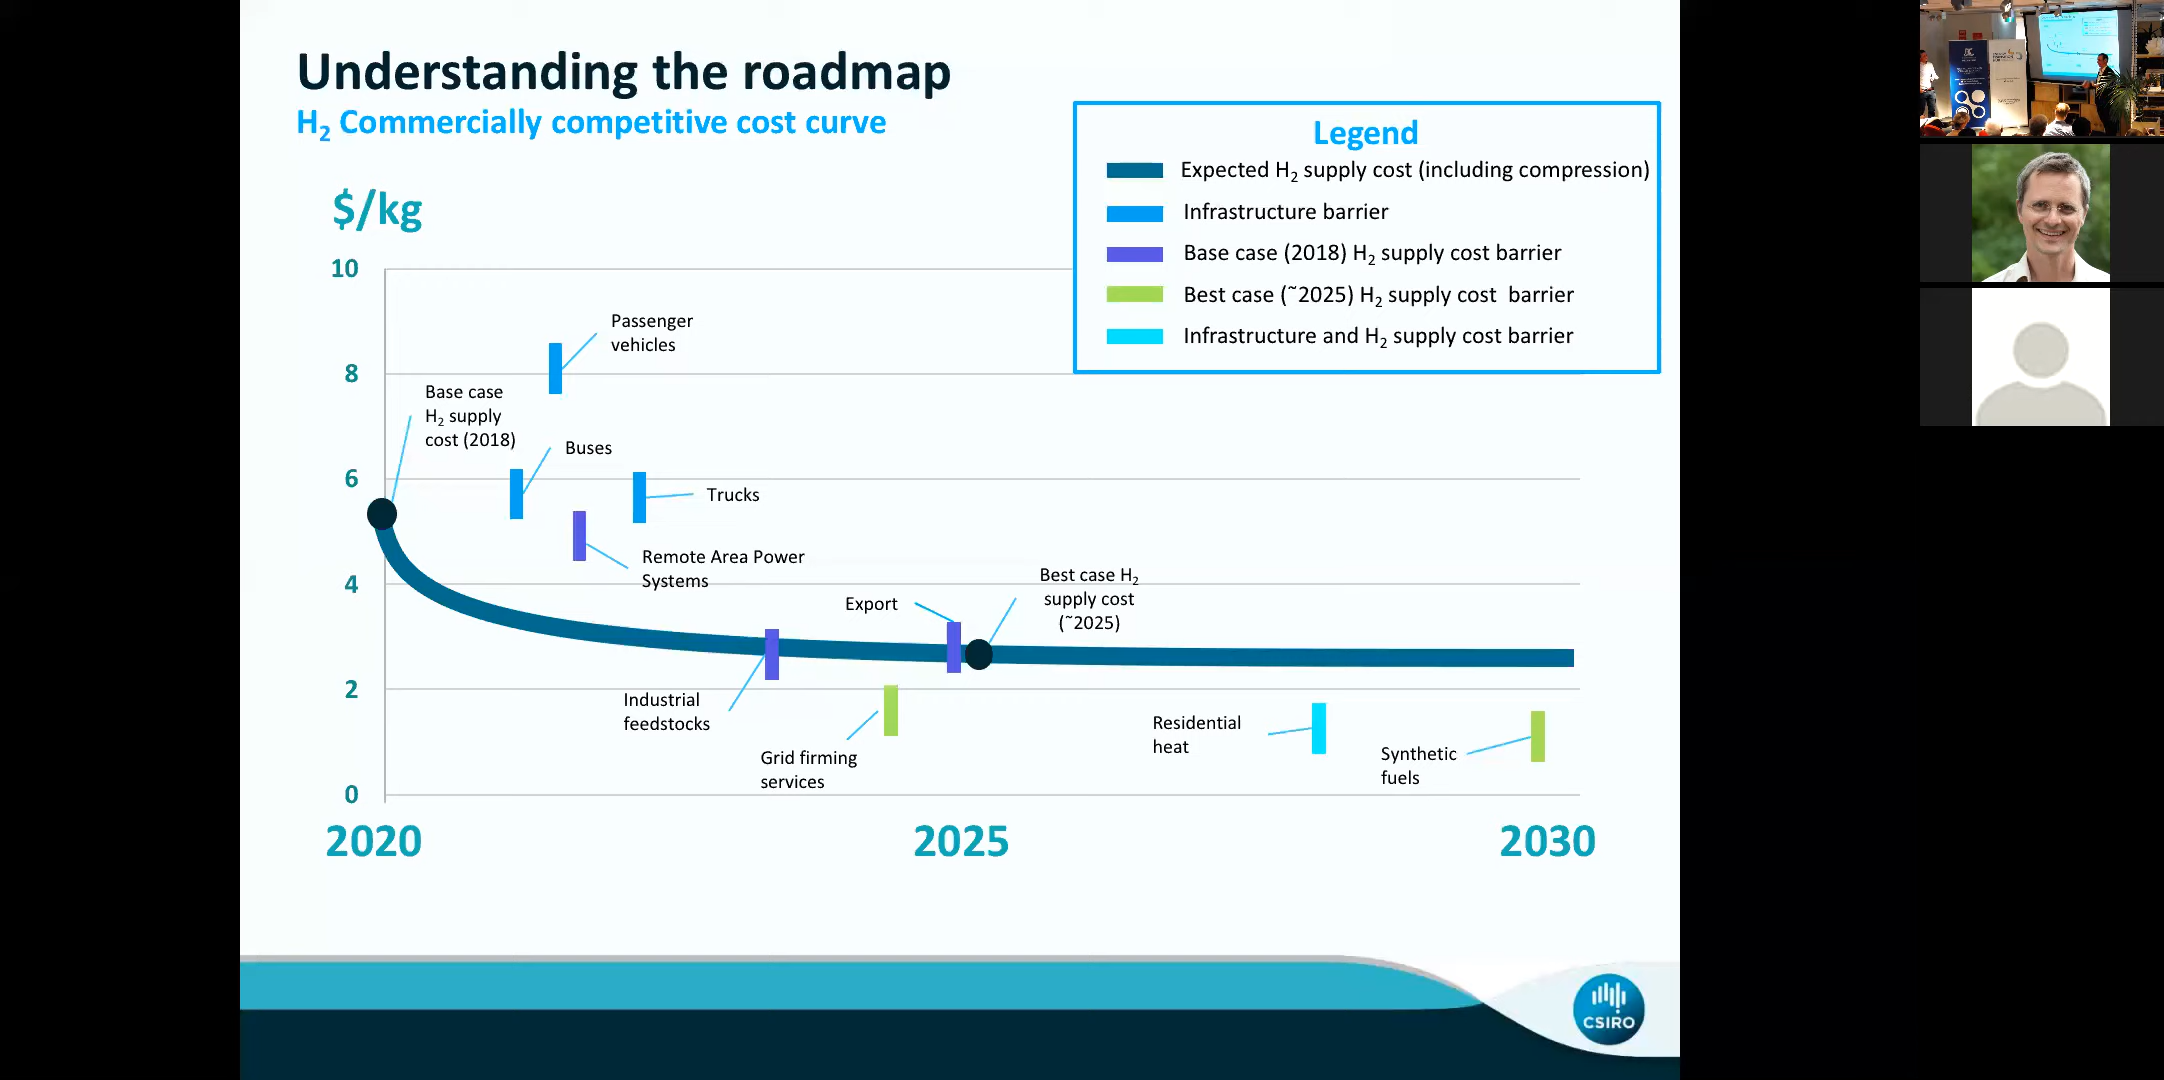 Understanding the roadmap
H2 Commercially competitive cost curve
Legend
Expected H2 supply cost (including compression)
Infrastructure barrier
Base case (2018) H2 supply cost barrier
Best case (~2025) H2 supply cost barrier
Infrastructure and H2 supply cost barrier
$/kg
10
8
6
4
2
0
Passenger
vehicles
Base case
H2 supply
cost (2018)
Buses
Trucks
Remote Area Power
Systems
Export
Best case H2
supply cost
(~2025)
Industrial
feedstocks
Grid firming
services
Residential
heat
Synthetic
fuels
2020
2025
2030
CSIRO